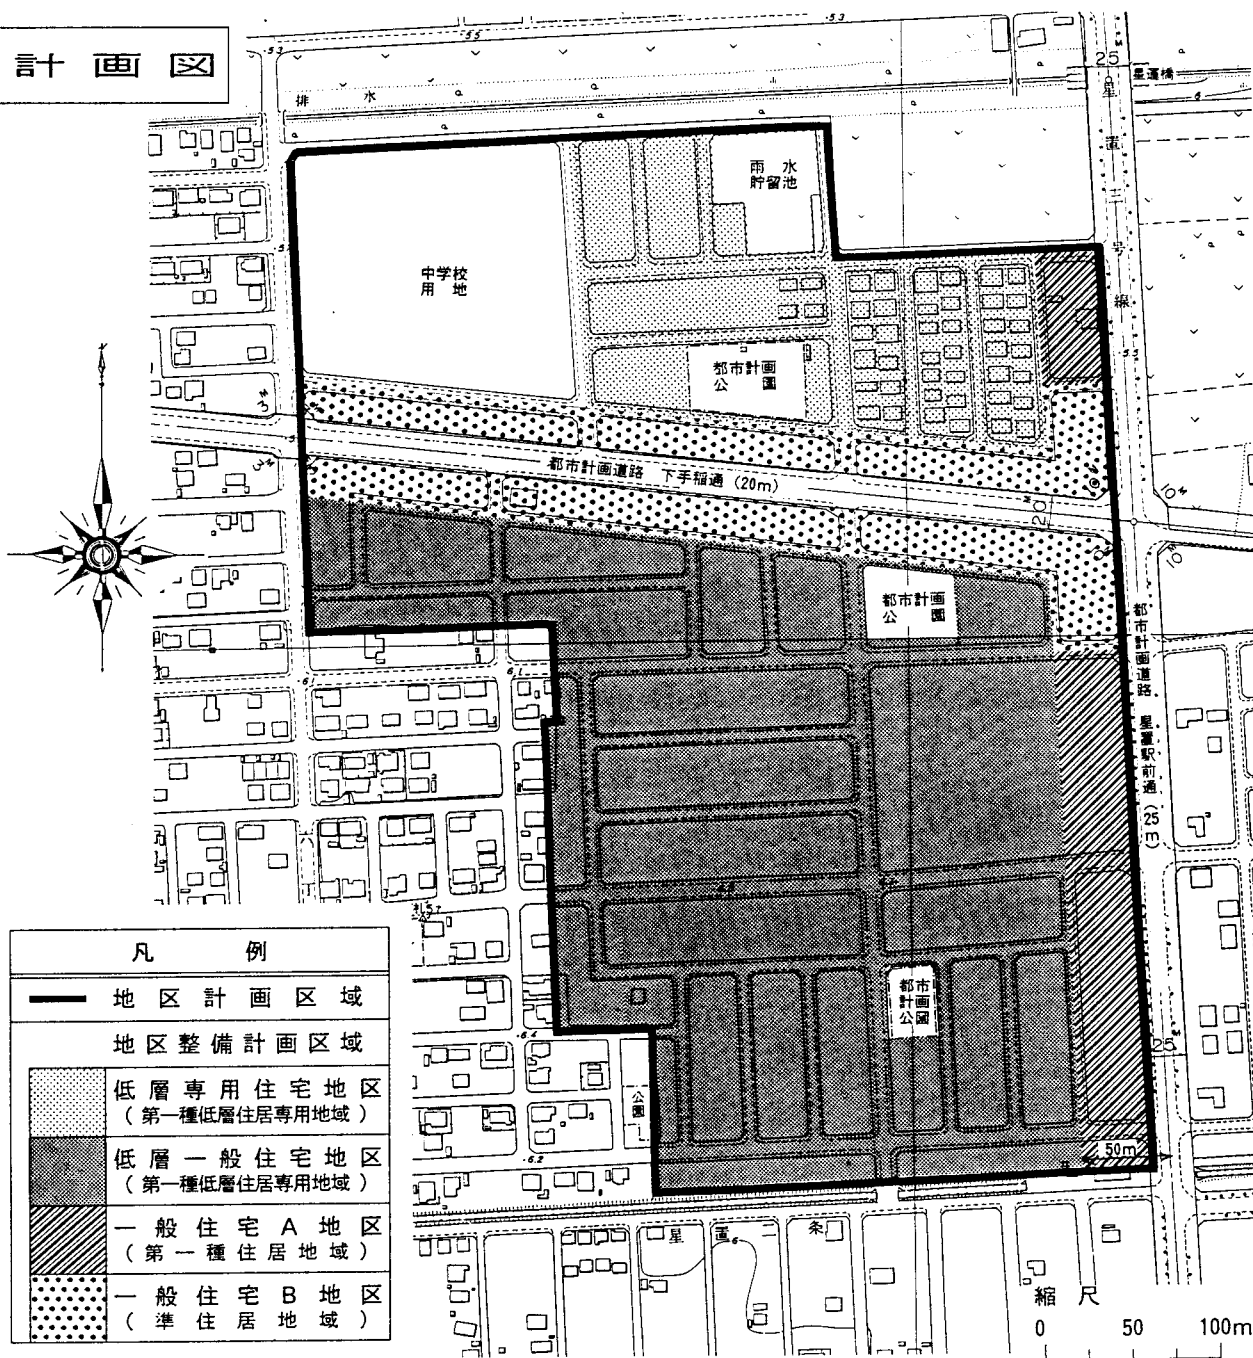 計画図
排水
雨水
貯留池
星置橋
星置三号線
中学校
用地
都市計画
公園
都市計画道路 下手稲通 (20m)
都市計画
公園
都市計画道路 星置駅前通 (25m)
都市
計画
公園
公園
50m
星置二条
凡例
地区計画区域
地区整備計画区域
低層専用住宅地区
(第一種低層住居専用地域)
低層一般住宅地区
(第一種低層住居専用地域)
一般住宅A地区
(第一種住居地域)
一般住宅B地区
(準住居地域)
縮尺
0 50 100m